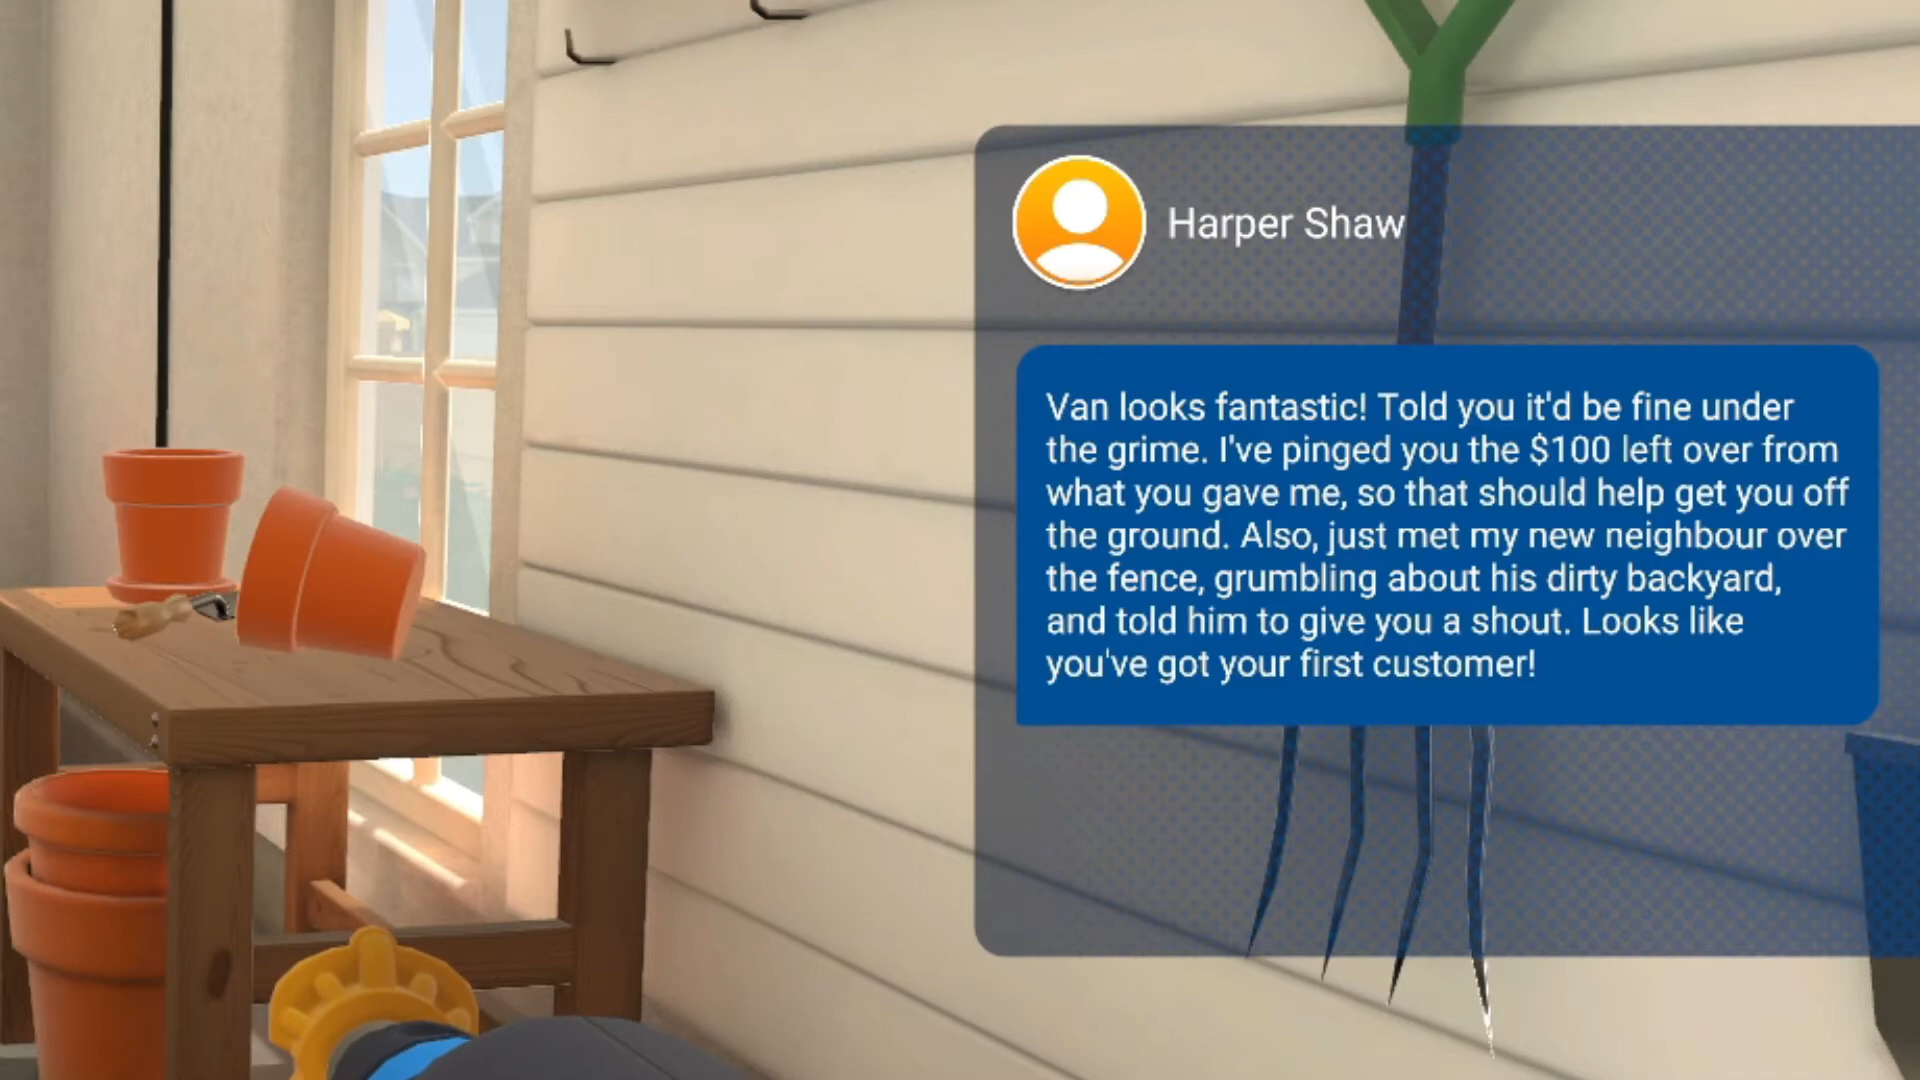 Harper Shaw
Van looks fantastic! Told you it'd be fine under
the grime. I've pinged you the $100 left over from
what you gave me, so that should help get you off
the ground. Also, just met my new neighbour over
the fence, grumbling about his dirty backyard,
and told him to give you a shout. Looks like
you've got your first customer!